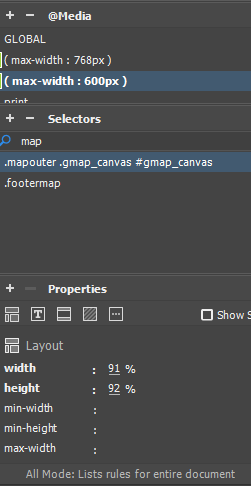 @Media
GLOBAL
( max-width : 768px )
( max-width : 600px )
print
Selectors
map
.mapouter .gmap_canvas #gmap_canvas
.footermap
Properties
T
Show S
Layout
width : 91 %
height : 92 %
min-width :
min-height :
max-width :
All Mode: Lists rules for entire document